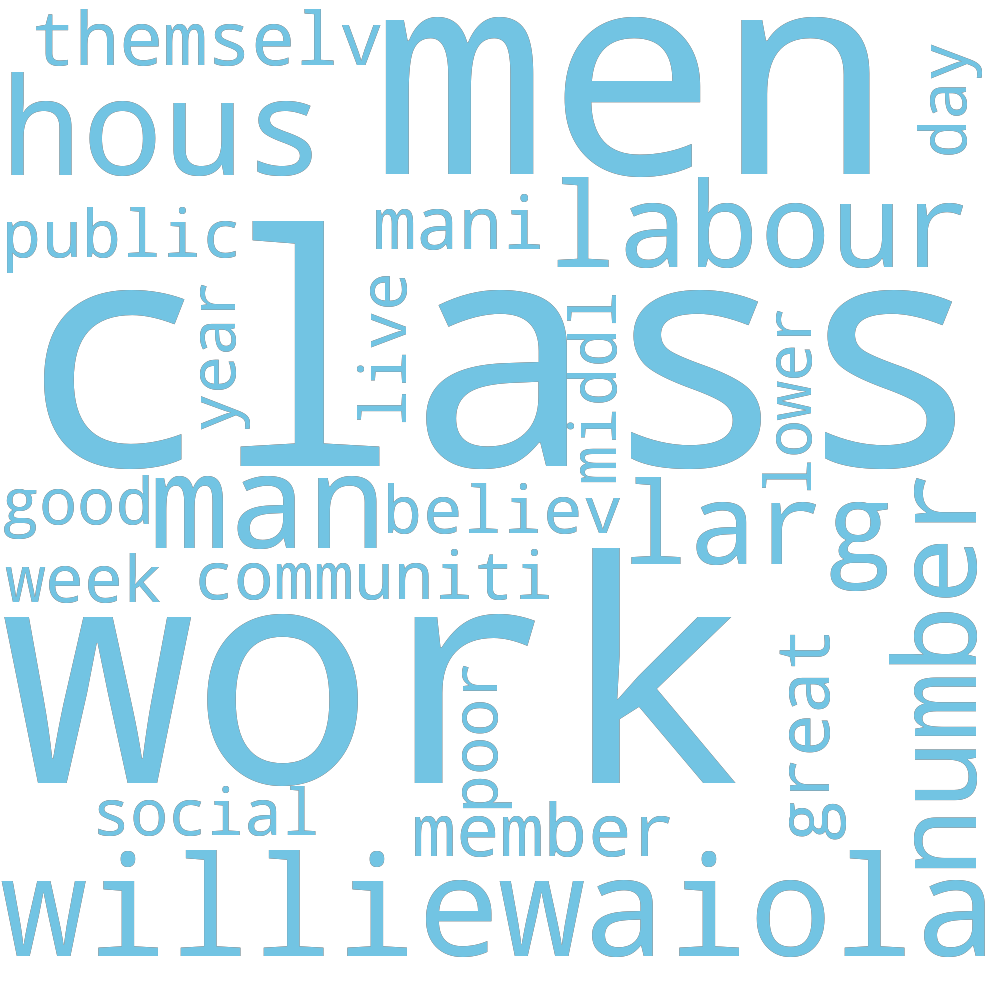 themselv
men
day
hous
public
mani
labour
class
year
live
middl
lower
good
man
believ
larg
number
week
communiti
work
poor
great
social
member
williewaiola